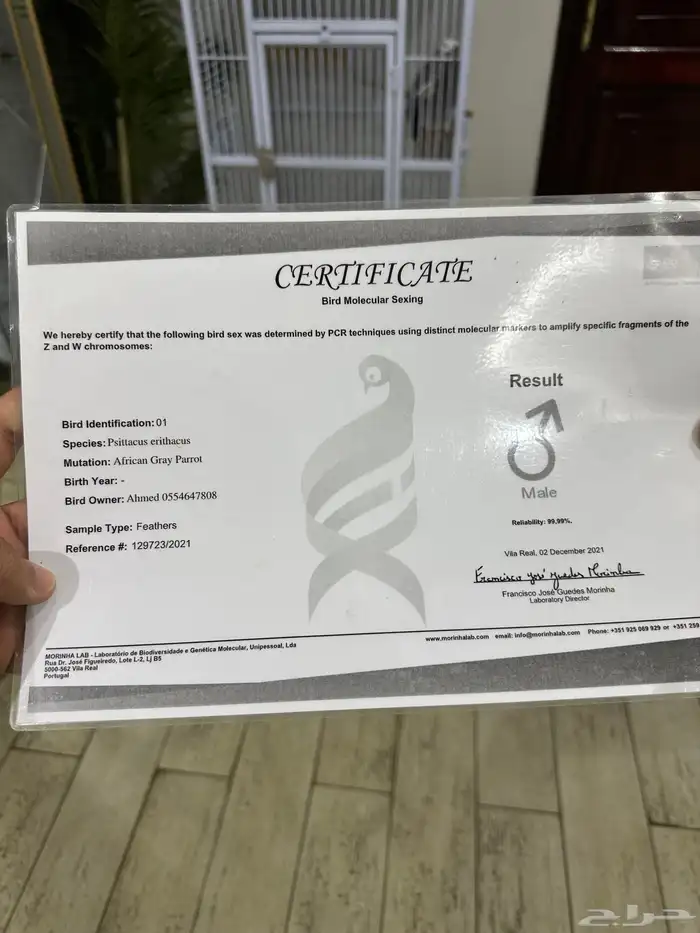 CERTIFICATE
Bird Molecular Sexing
We hereby certify that the following bird sex was determined by PCR techniques using distinct molecular markers to amplify specific fragments of the
Z and W chromosomes:
Bird Identification: 01
Species: Psittacus erithacus
Mutation: African Gray Parrot
Birth Year: -
Bird Owner: Ahmed 0554647808
Sample Type: Feathers
Reference #: 129723/2021
Result
Male
Reliability: 99,99%.
Vila Real, 02 December 2021
Francisco José Guedes Morinha
Francisco José Guedes Morinha
Laboratory Director
MORINHA LAB - Laboratório de Biodiversidade e Genética Molecular, Unipessoal, Lda
Rua Dr. José Figueiredo, Lote L-2, Lj B5
5000-562 Vila Real
Portugal
www.morinhalab.com email: info@morinhalab.com Phone: +351 925 069 929 or +351 259
حراج